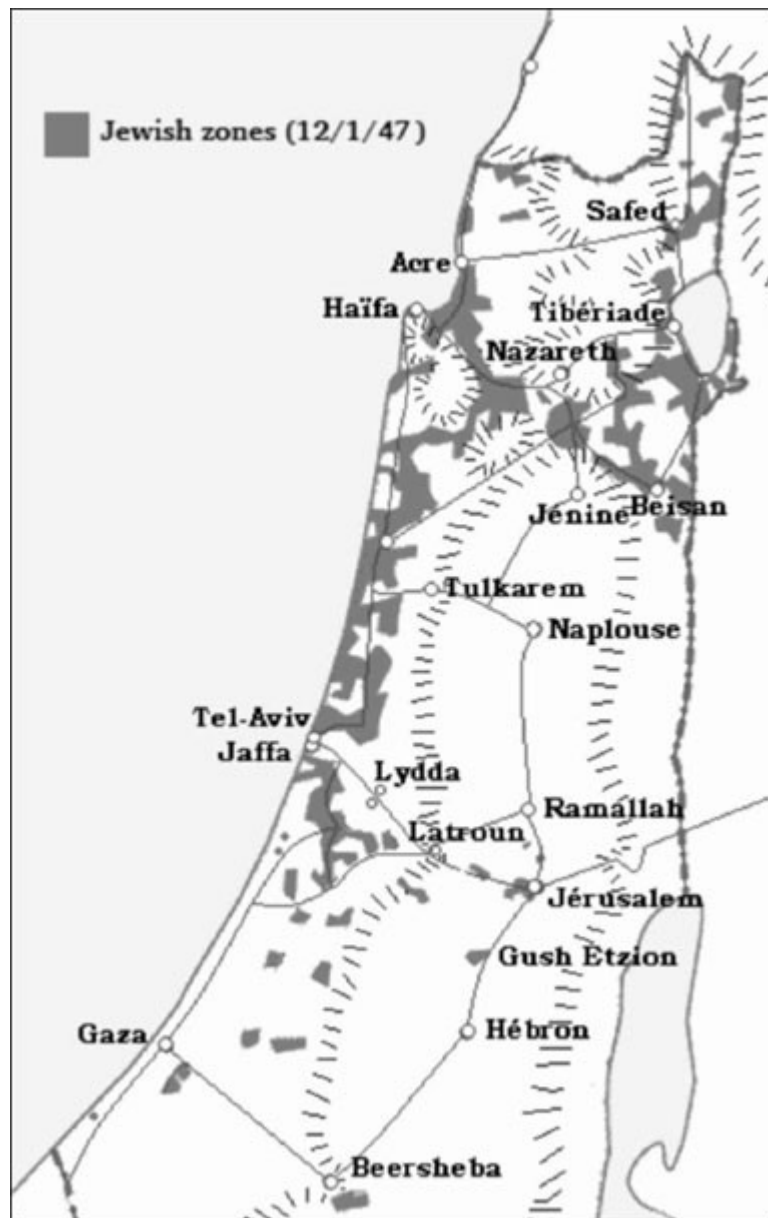 Jewish zones (12/1/47)
Safed
Acre
Haïfa
Tibériade
Nazareth
Jénine
Beisan
Tulkarem
Naplouse
Tel-Aviv
Jaffa
Lydda
Ramallah
Latroun
Jérusalem
Gush Etzion
Gaza
Hébron
Beersheba